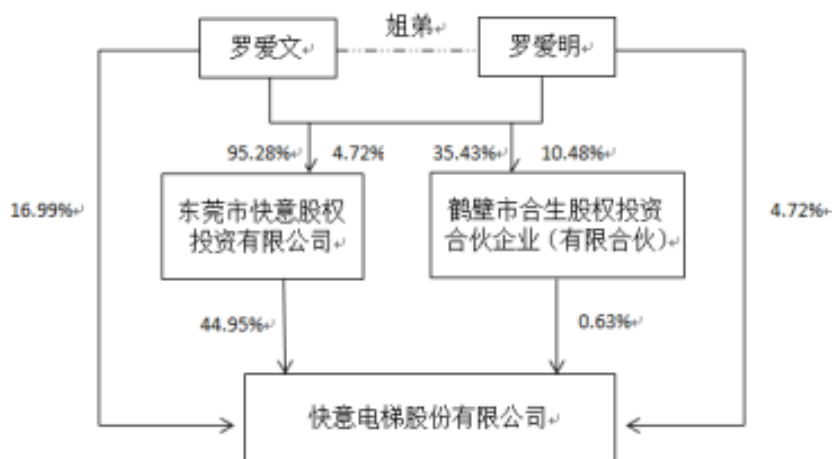 姐弟
罗爱文
罗爱明
95.28%
4.72%
35.43%
10.48%
16.99%
东莞市快意股权
投资有限公司
鹤壁市合生股权投资
合伙企业（有限合伙）
4.72%
44.95%
0.63%
快意电梯股份有限公司